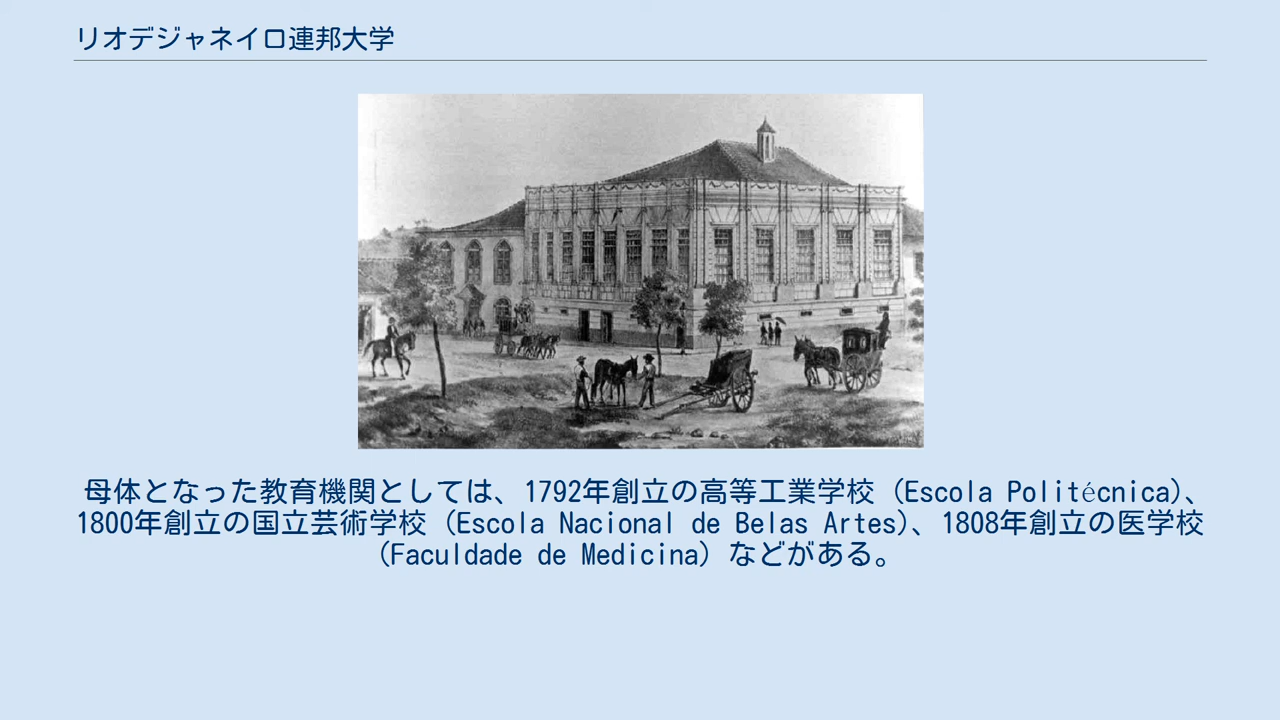 リオデジャネイロ連邦大学
母体となった教育機関としては、1792年創立の高等工業学校（Escola Politécnica)、
1800年創立の国立芸術学校（Escola Nacional de Belas Artes)、1808年創立の医学校
（Faculdade de Medicina）などがある。